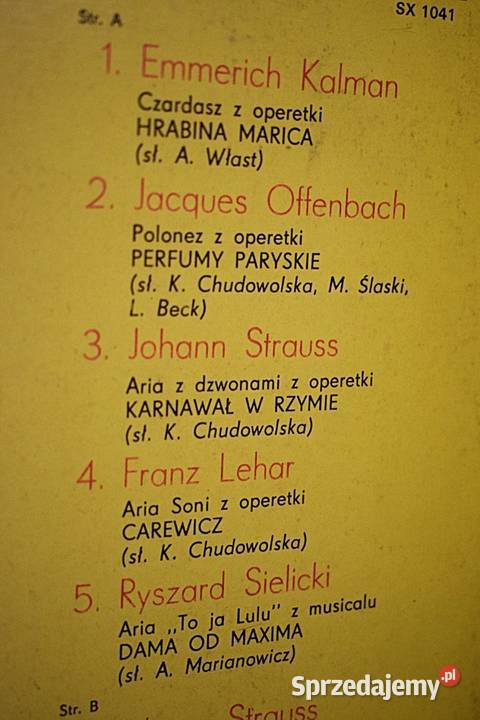 Str. A
SX 1041
1. Emmerich Kalman
Czardasz z operetki
HRABINA MARICA
(sł. A. Włast)
2. Jacques Offenbach
Polonez z operetki
PERFUMY PARYSKIE
(sł. K. Chudowolska, M. Ślaski,
L. Beck)
3. Johann Strauss
Aria z dzwonami z operetki
KARNAWAŁ W RZYMIE
(sł. K. Chudowolska)
4. Franz Lehar
Aria Soni z operetki
CAREWICZ
(sł. K. Chudowolska)
5. Ryszard Sielicki
Aria „To ja Lulu" z musicalu
DAMA OD MAXIMA
(sł. A. Marianowicz)
Str. B
Strauss
Sprzedajemy.pl